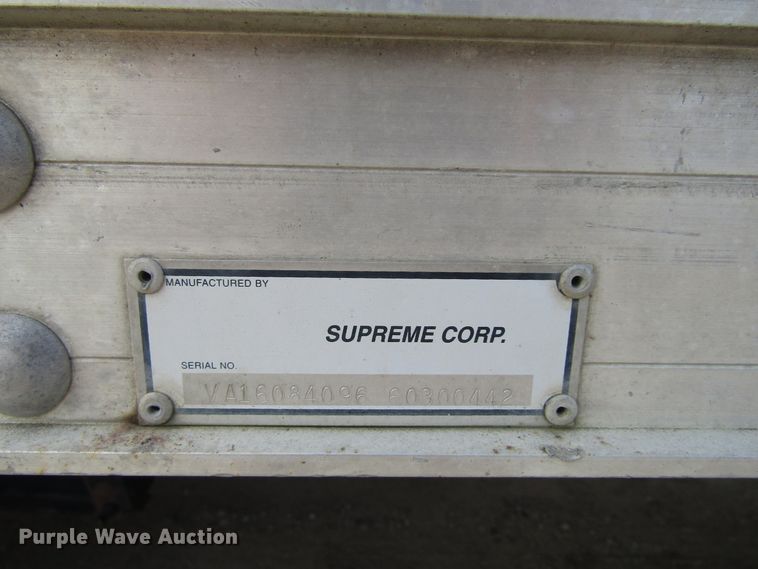 MANUFACTURED BY
SUPREME CORP.
SERIAL NO.
VA16084096 60300442
Purple Wave Auction